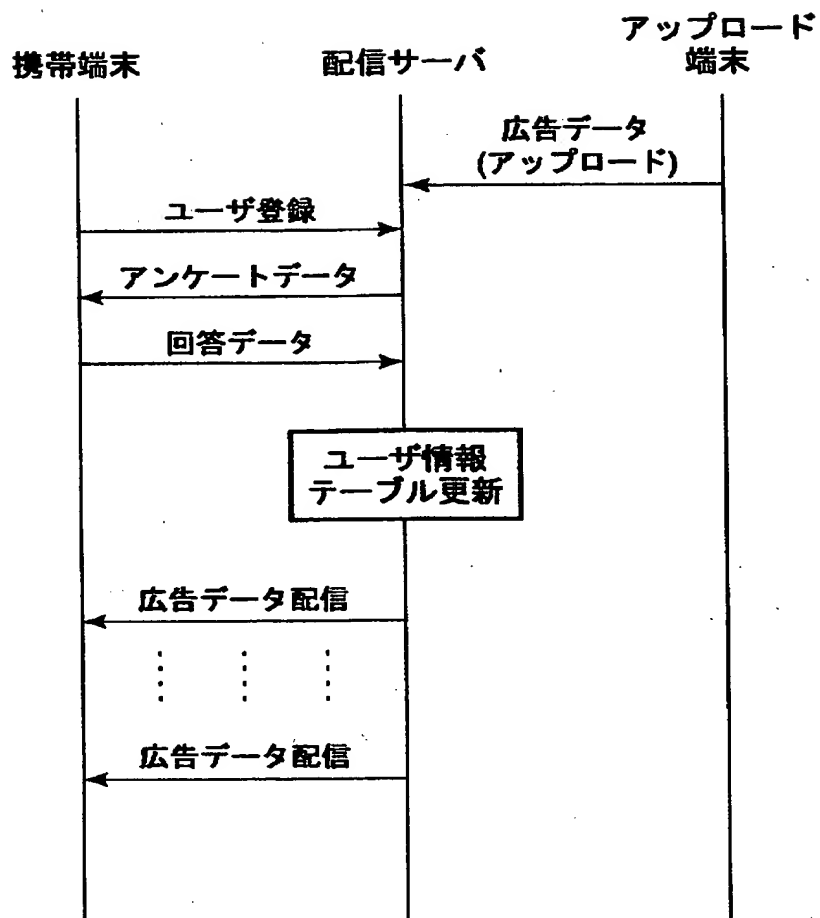 携帯端末
配信サーバ
アップロード
端末
広告データ
(アップロード)
ユーザ登録
アンケートデータ
回答データ
ユーザ情報
テーブル更新
広告データ配信
広告データ配信